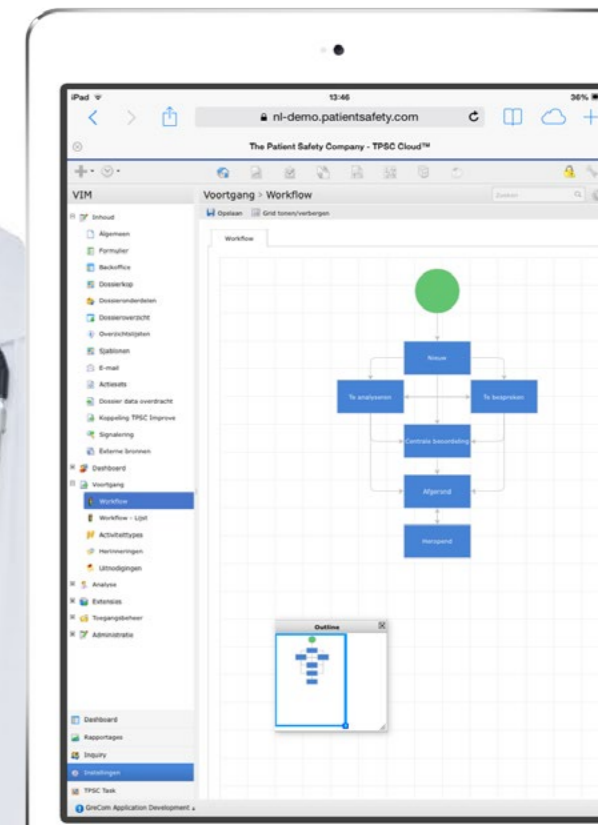 iPad
13:46
36%
nl-demo.patientsafety.com
The Patient Safety Company - TPSC Cloud™
VIM
Voortgang > Workflow
Zoeken
Opslaan Grid tonen/verbergen
Inhoud
Algemeen
Formulier
Backoffice
Dossierkop
Dossieronderdelen
Dossieroverzicht
Overzichtslijsten
Sjablonen
E-mail
Actiesets
Dossier data overdracht
Koppeling TPSC Improve
Signalering
Externe bronnen
Dashboard
Voortgang
Workflow
Workflow - Lijst
Activiteittypes
Herinneringen
Uitnodigingen
Analyse
Extensies
Toegangsbeheer
Administratie
Dashboard
Rapportages
Inquiry
Instellingen
TPSC Task
GreCom Application Development
Workflow
Nieuw
Te analyseren
Te bespreken
Centrale beoordeling
Afgerond
Heropend
Outline